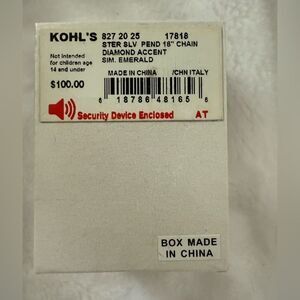 KOHL'S 827 20 25 17818
STER SLV PEND 18" CHAIN
DIAMOND ACCENT
SIM. EMERALD
Not intended
for children age
14 and under
MADE IN CHINA /CHN ITALY
$100.00
6 18786 48165 6
Security Device Enclosed AT
BOX MADE
IN CHINA